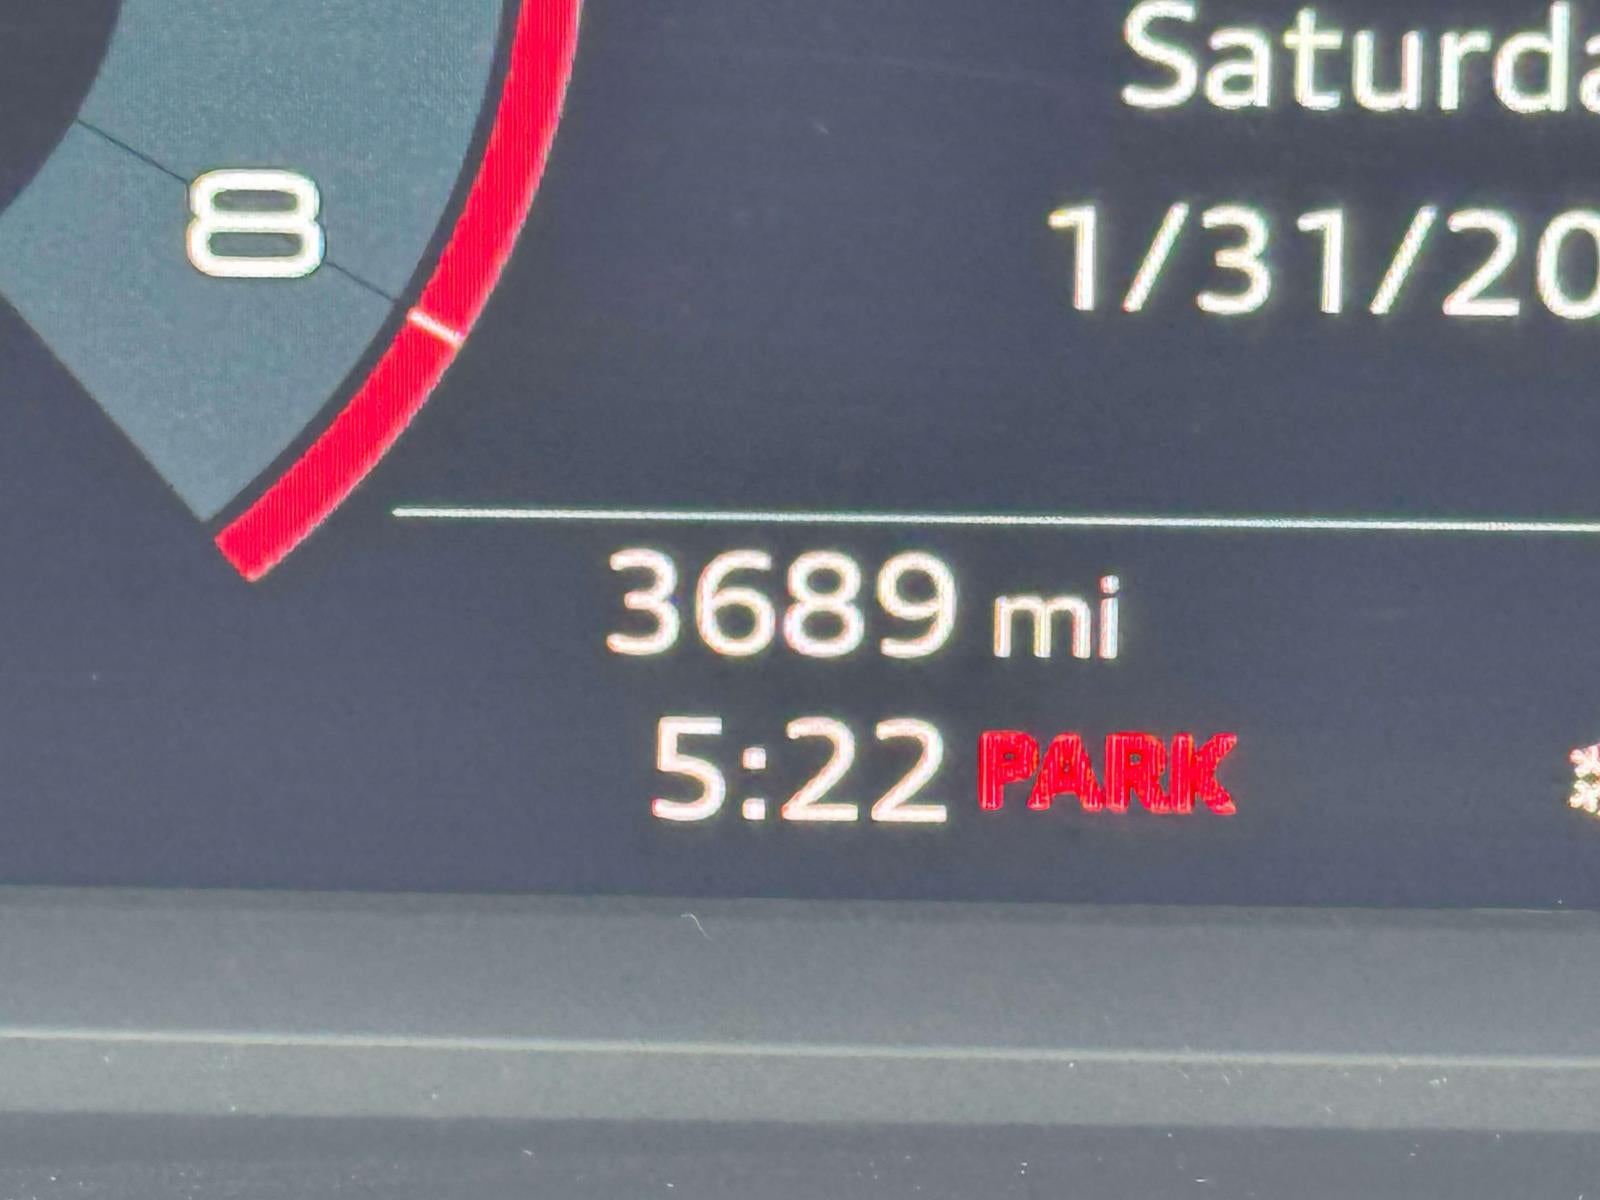 Saturda
1/31/20
8
3689 mi
5:22 PARK